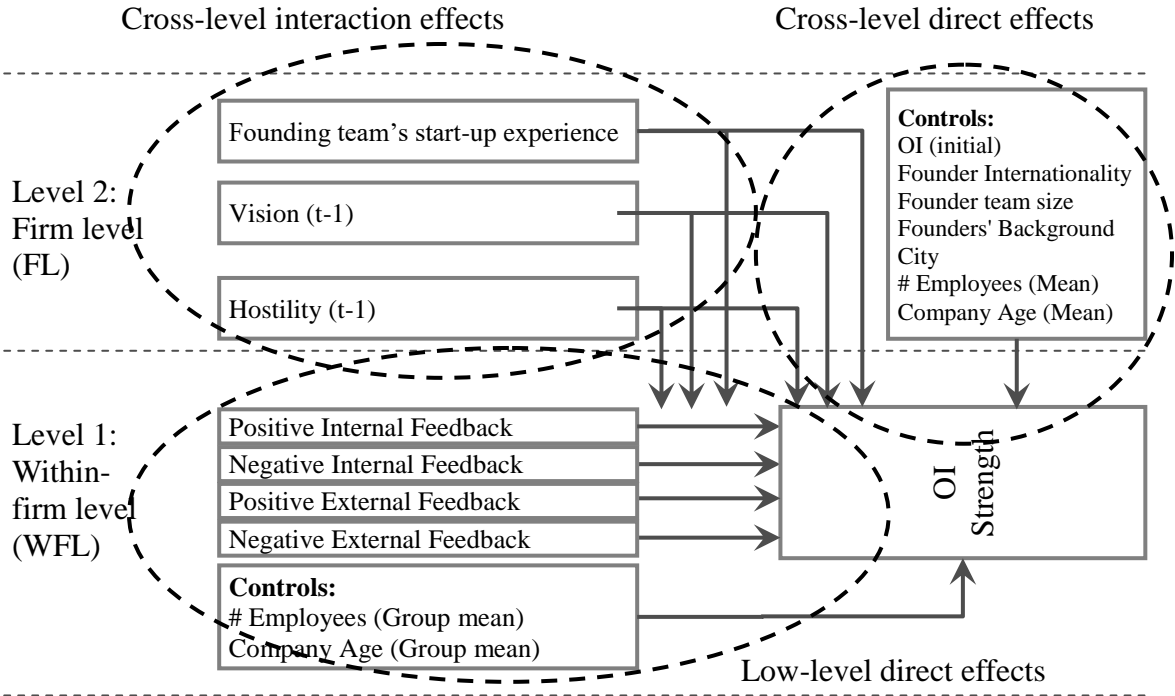 Cross-level interaction effects
Cross-level direct effects
Level 2:
Firm level
(FL)
Founding team's start-up experience
Vision (t-1)
Hostility (t-1)
Controls:
OI (initial)
Founder Internationality
Founder team size
Founders' Background
City
# Employees (Mean)
Company Age (Mean)
Level 1:
Within-
firm level
(WFL)
Positive Internal Feedback
Negative Internal Feedback
Positive External Feedback
Negative External Feedback
Controls:
# Employees (Group mean)
Company Age (Group mean)
OI
Strength
Low-level direct effects